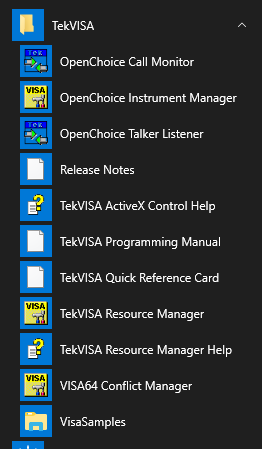 TekVISA
OpenChoice Call Monitor
OpenChoice Instrument Manager
OpenChoice Talker Listener
Release Notes
TekVISA ActiveX Control Help
TekVISA Programming Manual
TekVISA Quick Reference Card
TekVISA Resource Manager
TekVISA Resource Manager Help
VISA64 Conflict Manager
VisaSamples